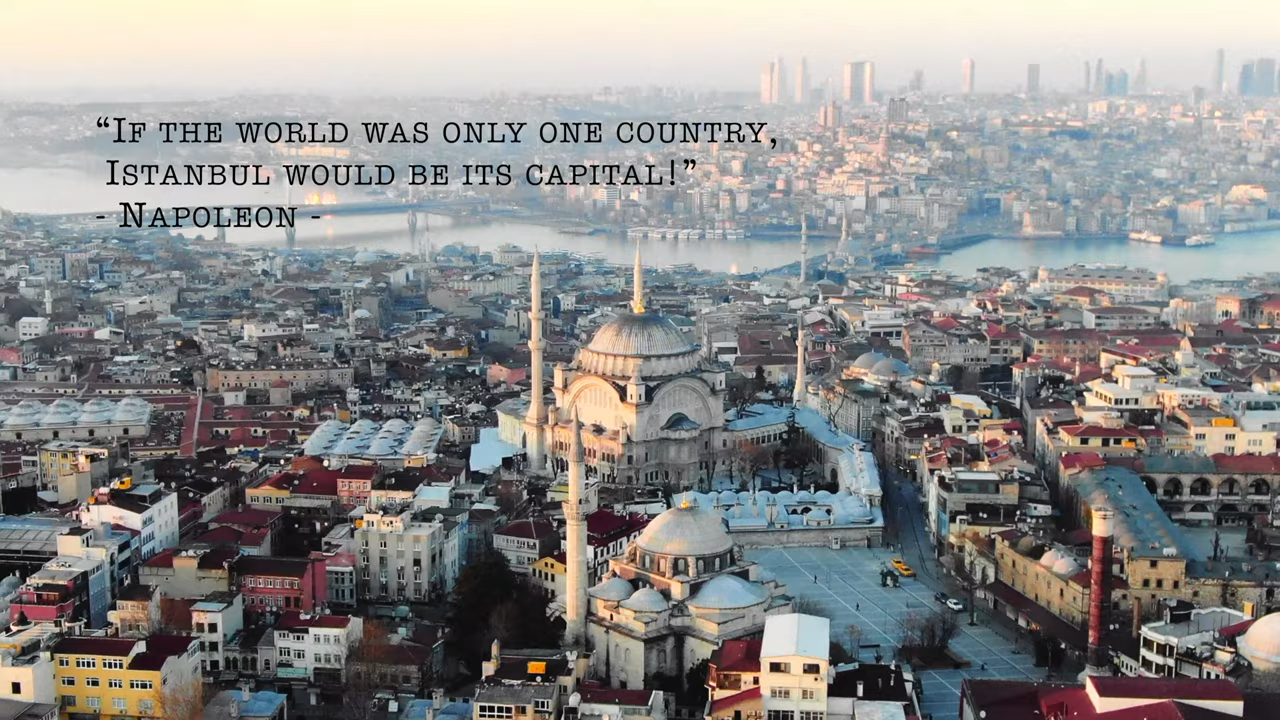 “If the world was only one country,
Istanbul would be its capital!”
- Napoleon -